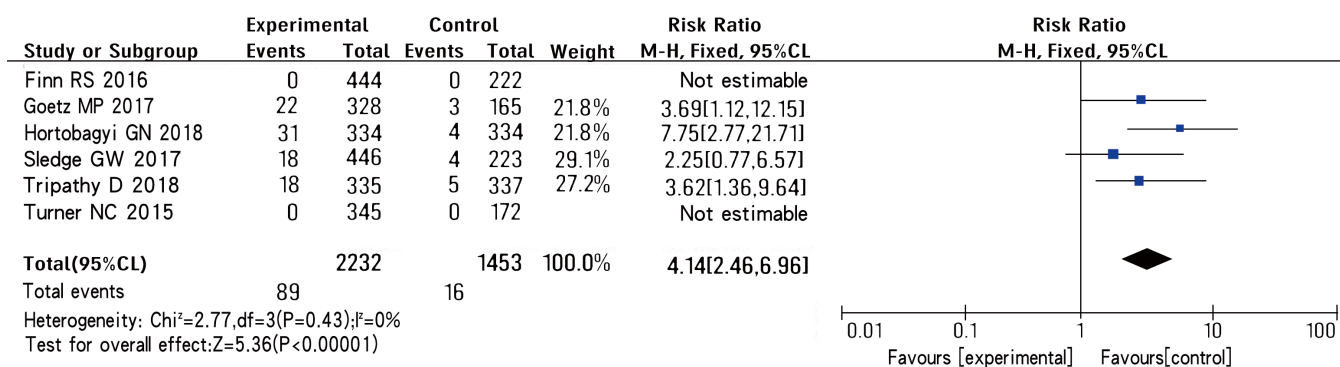 Experimental Control Risk Ratio Risk Ratio
Study or Subgroup Events Total Events Total Weight M-H, Fixed, 95%CL M-H, Fixed, 95%CL
Finn RS 2016 0 444 0 222 Not estimable
Goetz MP 2017 22 328 3 165 21.8% 3.69[1.12,12.15]
Hortobagyi GN 2018 31 334 4 334 21.8% 7.75[2.77,21.71]
Sledge GW 2017 18 446 4 223 29.1% 2.25[0.77,6.57]
Tripathy D 2018 18 335 5 337 27.2% 3.62[1.36,9.64]
Turner NC 2015 0 345 0 172 Not estimable
Total(95%CL) 2232 1453 100.0% 4.14[2.46,6.96]
Total events 89 16
Heterogeneity: Chi²=2.77,df=3(P=0.43);I²=0%
Test for overall effect:Z=5.36(P<0.00001)
0.01 0.1 1 10 100
Favours [experimental] Favours[control]